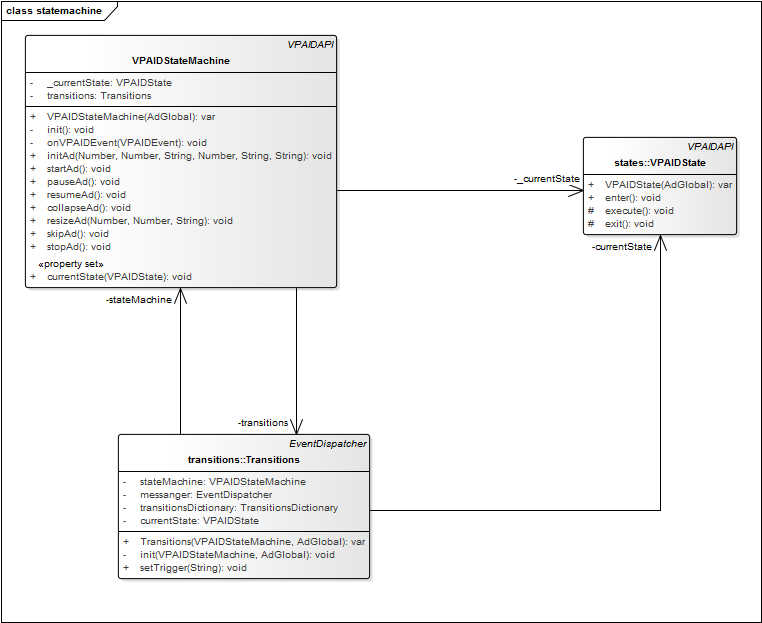 class statemachine
VPAIDAPI
VPAIDStateMachine
- _currentState: VPAIDState
- transitions: Transitions
+ VPAIDStateMachine(AdGlobal): var
- init(): void
- onVPAIDEvent(VPAIDEvent): void
+ initAd(Number, Number, String, Number, String, String): void
+ startAd(): void
+ pauseAd(): void
+ resumeAd(): void
+ collapseAd(): void
+ resizeAd(Number, Number, String): void
+ skipAd(): void
+ stopAd(): void
«property set»
+ currentState(VPAIDState): void
-_currentState
VPAIDAPI
states::VPAIDState
+ VPAIDState(AdGlobal): var
+ enter(): void
# execute(): void
# exit(): void
-currentState
-stateMachine
-transitions
EventDispatcher
transitions::Transitions
- stateMachine: VPAIDStateMachine
- messanger: EventDispatcher
- transitionsDictionary: TransitionsDictionary
- currentState: VPAIDState
+ Transitions(VPAIDStateMachine, AdGlobal): var
- init(VPAIDStateMachine, AdGlobal): void
+ setTrigger(String): void